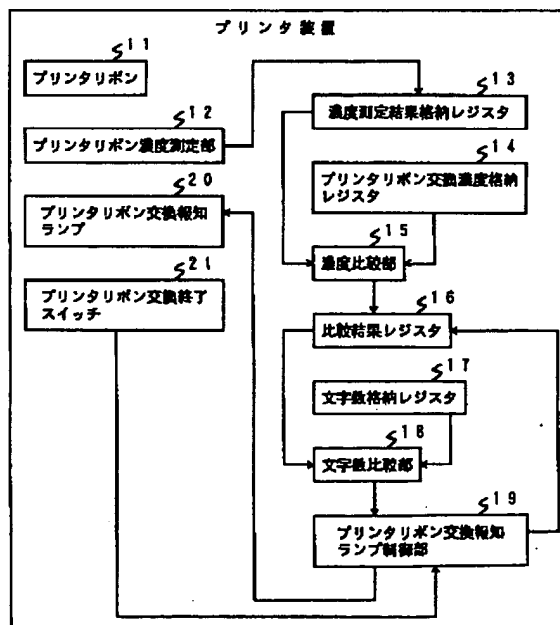 プリンタ装置
11
プリンタリボン
12
プリンタリボン濃度測定部
20
プリンタリボン交換報知
ランプ
21
プリンタリボン交換終了
スイッチ
13
濃度測定結果格納レジスタ
14
プリンタリボン交換濃度格納
レジスタ
15
濃度比較部
16
比較結果レジスタ
17
文字数格納レジスタ
18
文字数比較部
19
プリンタリボン交換報知
ランプ制御部